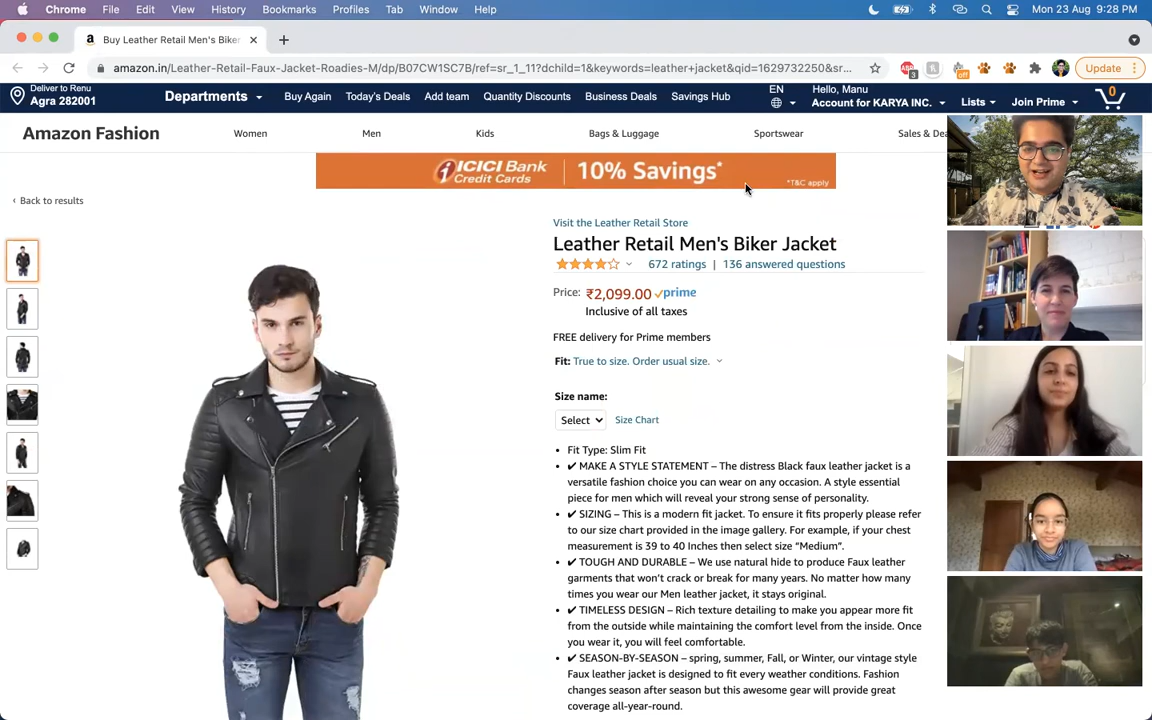 Chrome File Edit View History Bookmarks Profiles Tab Window Help Mon 23 Aug 9:28 PM
Buy Leather Retail Men's Biker
amazon.in/Leather-Retail-Faux-Jacket-Roadies-M/dp/B07CW1SC7B/ref=sr_1_11?dchild=1&keywords=leather+jacket&qid=1629732250&sr... Update
Deliver to Renu
Agra 282001
Departments Buy Again Today's Deals Add team Quantity Discounts Business Deals Savings Hub
EN
Hello, Manu
Account for KARYA INC. Lists Join Prime 0
Amazon Fashion Women Men Kids Bags & Luggage Sportswear Sales & Dea
ICICI Bank
Credit Cards
10% Savings*
*T&C apply
‹ Back to results
Visit the Leather Retail Store
Leather Retail Men's Biker Jacket
672 ratings | 136 answered questions
Price: ₹2,099.00 prime
Inclusive of all taxes
FREE delivery for Prime members
Fit: True to size. Order usual size.
Size name:
Select Size Chart
• Fit Type: Slim Fit
• ✔ MAKE A STYLE STATEMENT – The distress Black faux leather jacket is a
versatile fashion choice you can wear on any occasion. A style essential
piece for men which will reveal your strong sense of personality.
• ✔ SIZING – This is a modern fit jacket. To ensure it fits properly please refer
to our size chart provided in the image gallery. For example, if your chest
measurement is 39 to 40 Inches then select size “Medium”.
• ✔ TOUGH AND DURABLE – We use natural hide to produce Faux leather
garments that won’t crack or break for many years. No matter how many
times you wear our Men leather jacket, it stays original.
• ✔ TIMELESS DESIGN – Rich texture detailing to make you appear more fit
from the outside while maintaining the comfort level from the inside. Once
you wear it, you will feel comfortable.
• ✔ SEASON-BY-SEASON – spring, summer, Fall, or Winter, our vintage style
Faux leather jacket is designed to fit every weather conditions. Fashion
changes season after season but this awesome gear will provide great
coverage all-year-round.